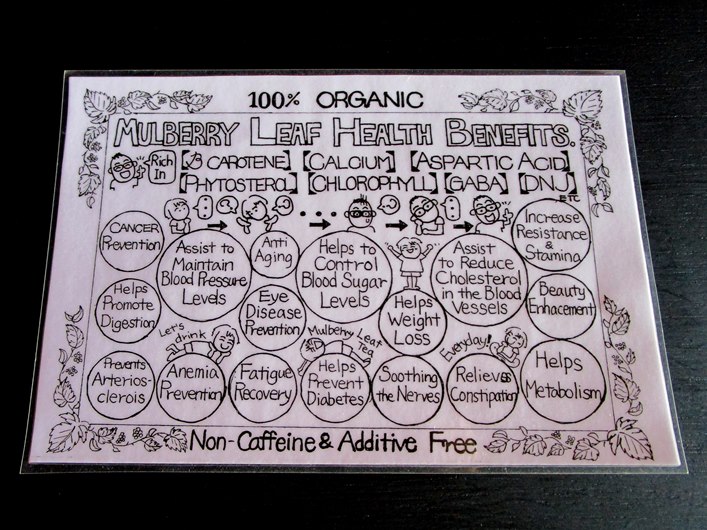 100% ORGANIC
MULBERRY LEAF HEALTH BENEFITS.
Rich
In
[β CAROTENE] [CALCIUM] [ASPARTIC ACID]
[PHYTOSTEROL] [CHLOROPHYLL] [GABA] [DNJ]
ETC
CANCER
Prevention
Assist to
Maintain
Blood Pressure
Levels
Anti
Aging
Helps to
Control
Blood Sugar
Levels
Assist
to Reduce
Cholesterol
in the Blood
Vessels
Increase
Resistance
&
Stamina
Helps
Promote
Digestion
Eye
Disease
Prevention
Helps
Weight
Loss
Beauty
Enhacement
Let's
drink
Mulberry Leaf
Tea
Everyday!
Prevents
Arterios-
clerois
Anemia
Prevention
Fatigue
Recovery
Helps
Prevent
Diabetes
Soothing
the Nerves
Relieves
Constipation
Helps
Metabolism
Non-Caffeine & Additive Free